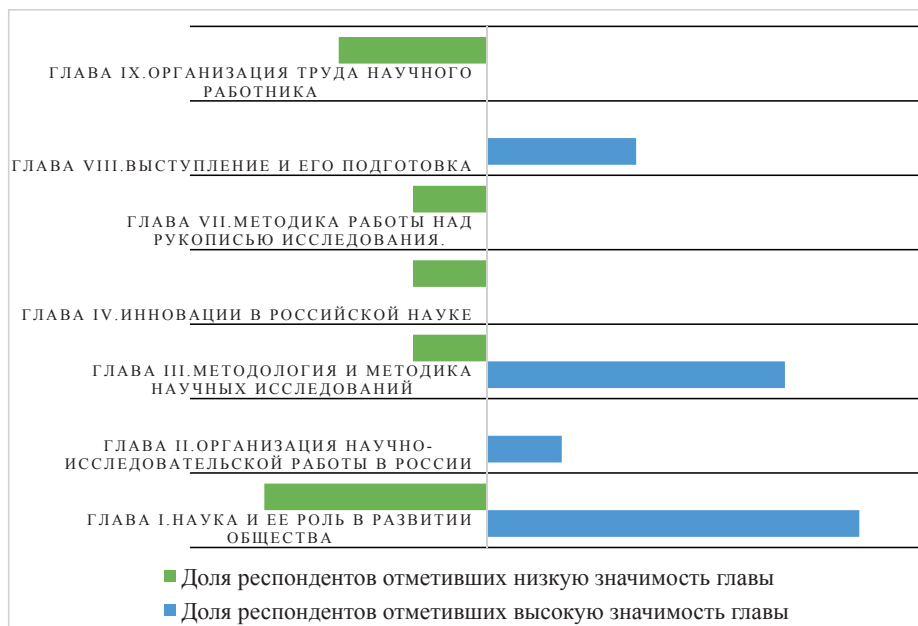 ГЛАВА IX.ОРГАНИЗАЦИЯ ТРУДА НАУЧНОГО
РАБОТНИКА
ГЛАВА VIII.ВЫСТУПЛЕНИЕ И ЕГО ПОДГОТОВКА
ГЛАВА VII.МЕТОДИКА РАБОТЫ НАД
РУКОПИСЬЮ ИССЛЕДОВАНИЯ.
ГЛАВА IV.ИННОВАЦИИ В РОССИЙСКОЙ НАУКЕ
ГЛАВА III.МЕТОДОЛОГИЯ И МЕТОДИКА
НАУЧНЫХ ИССЛЕДОВАНИЙ
ГЛАВА II.ОРГАНИЗАЦИЯ НАУЧНО-
ИССЛЕДОВАТЕЛЬСКОЙ РАБОТЫ В РОССИИ
ГЛАВА I.НАУКА И ЕЕ РОЛЬ В РАЗВИТИИ
ОБЩЕСТВА
Доля респондентов отметивших низкую значимость главы
Доля респондентов отметивших высокую значимость главы